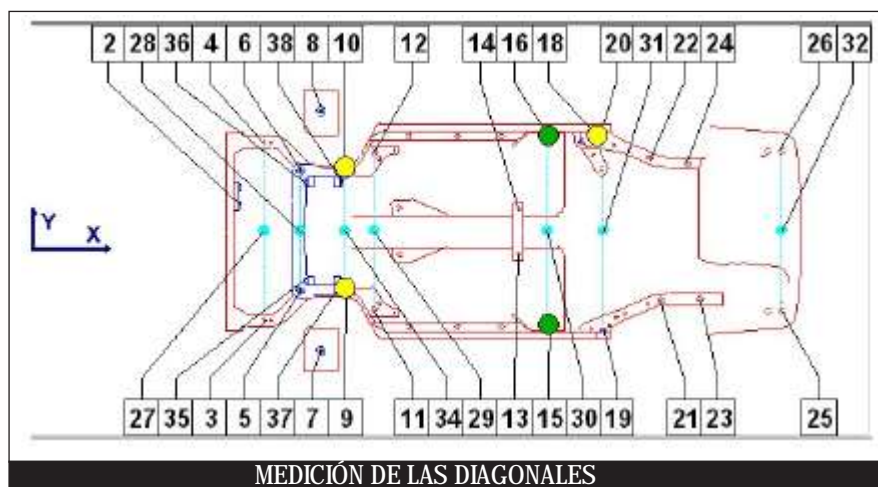 2 28 36 4 6 38 8 10 12 14 16 18 20 31 22 24 26 32
Y
X
27 35 3 5 37 7 9 11 34 29 13 15 30 19 21 23 25
MEDICIÓN DE LAS DIAGONALES